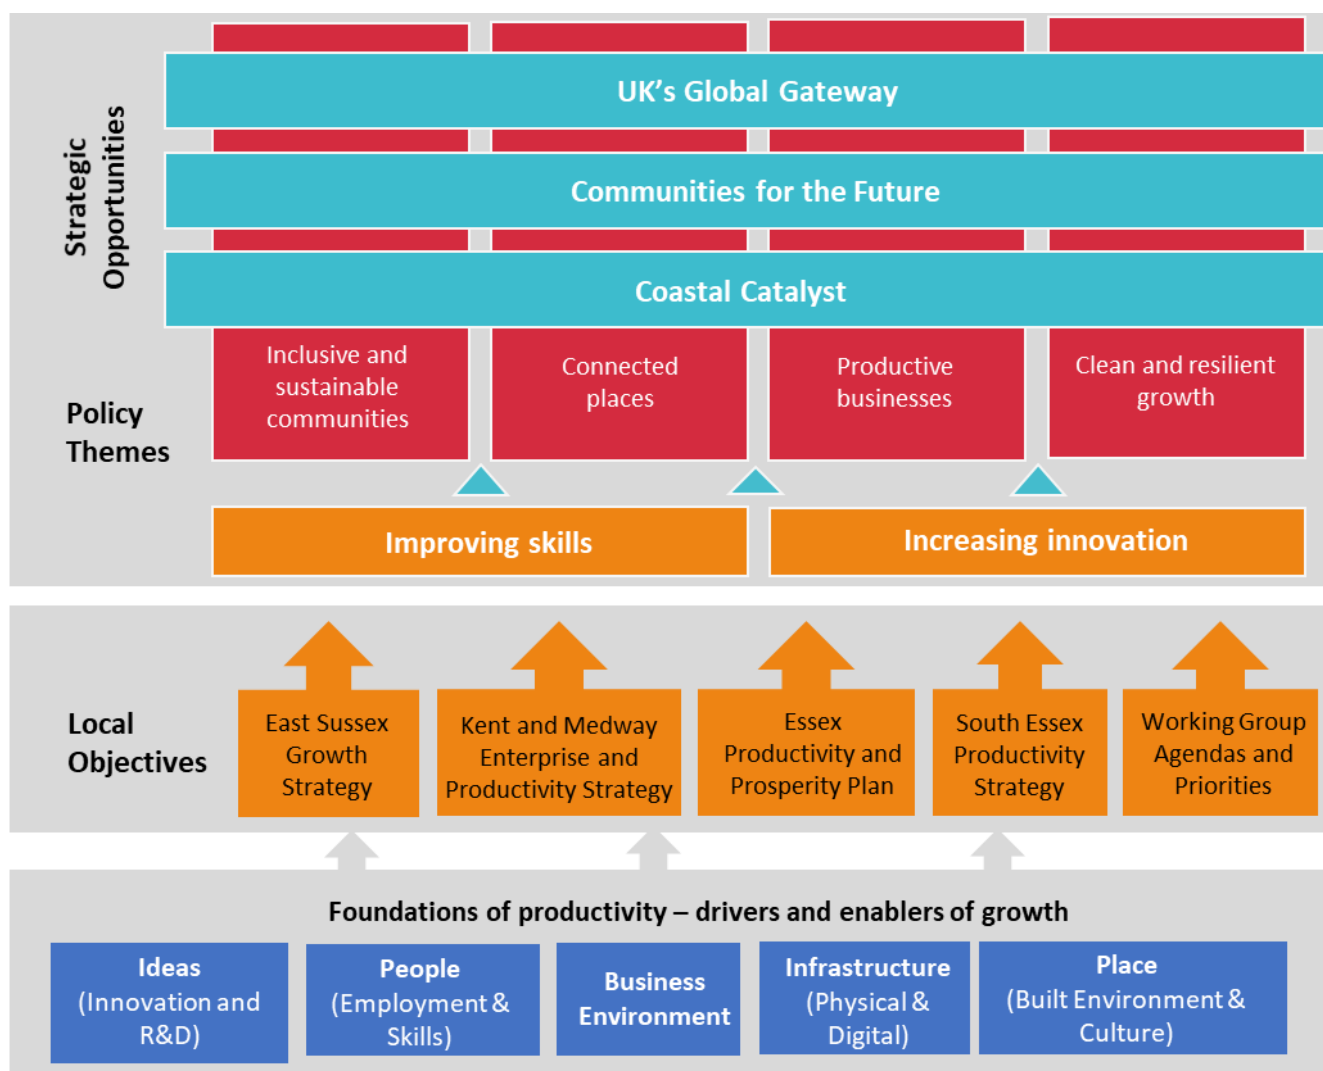 Strategic
Opportunities
UK's Global Gateway
Communities for the Future
Coastal Catalyst
Policy
Themes
Inclusive and
sustainable
communities
Connected
places
Productive
businesses
Clean and resilient
growth
Improving skills
Increasing innovation
Local
Objectives
East Sussex
Growth
Strategy
Kent and Medway
Enterprise and
Productivity Strategy
Essex
Productivity and
Prosperity Plan
South Essex
Productivity
Strategy
Working Group
Agendas and
Priorities
Foundations of productivity – drivers and enablers of growth
Ideas
(Innovation and
R&D)
People
(Employment &
Skills)
Business
Environment
Infrastructure
(Physical &
Digital)
Place
(Built Environment &
Culture)